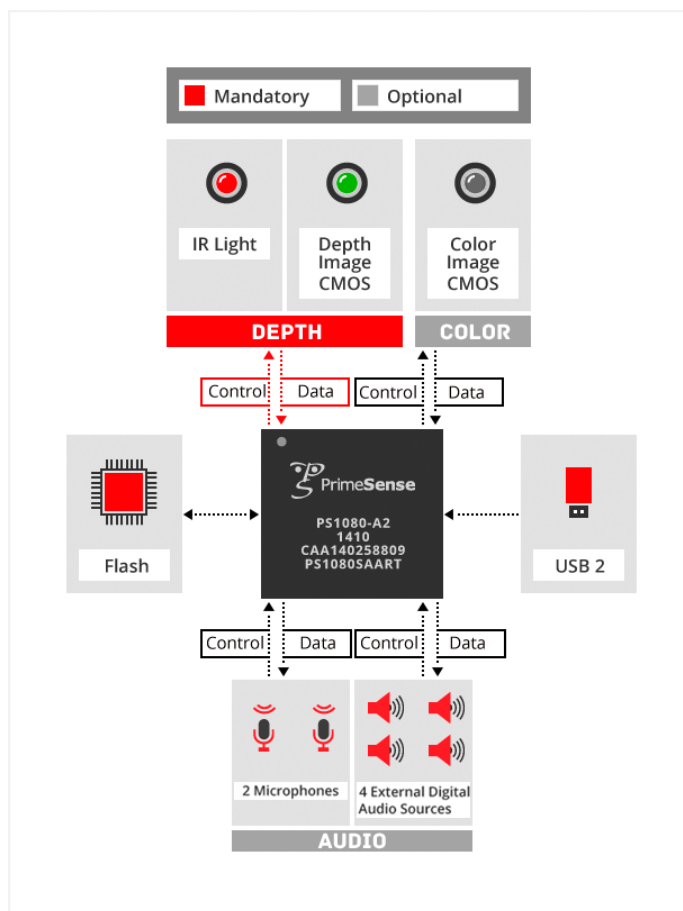 Mandatory
Optional
IR Light
Depth
Image
CMOS
Color
Image
CMOS
DEPTH
COLOR
Control
Data
Control
Data
PrimeSense
PS1080-A2
1410
CAA140258809
PS1080SAART
Flash
USB 2
Control
Data
Control
Data
2 Microphones
4 External Digital
Audio Sources
AUDIO